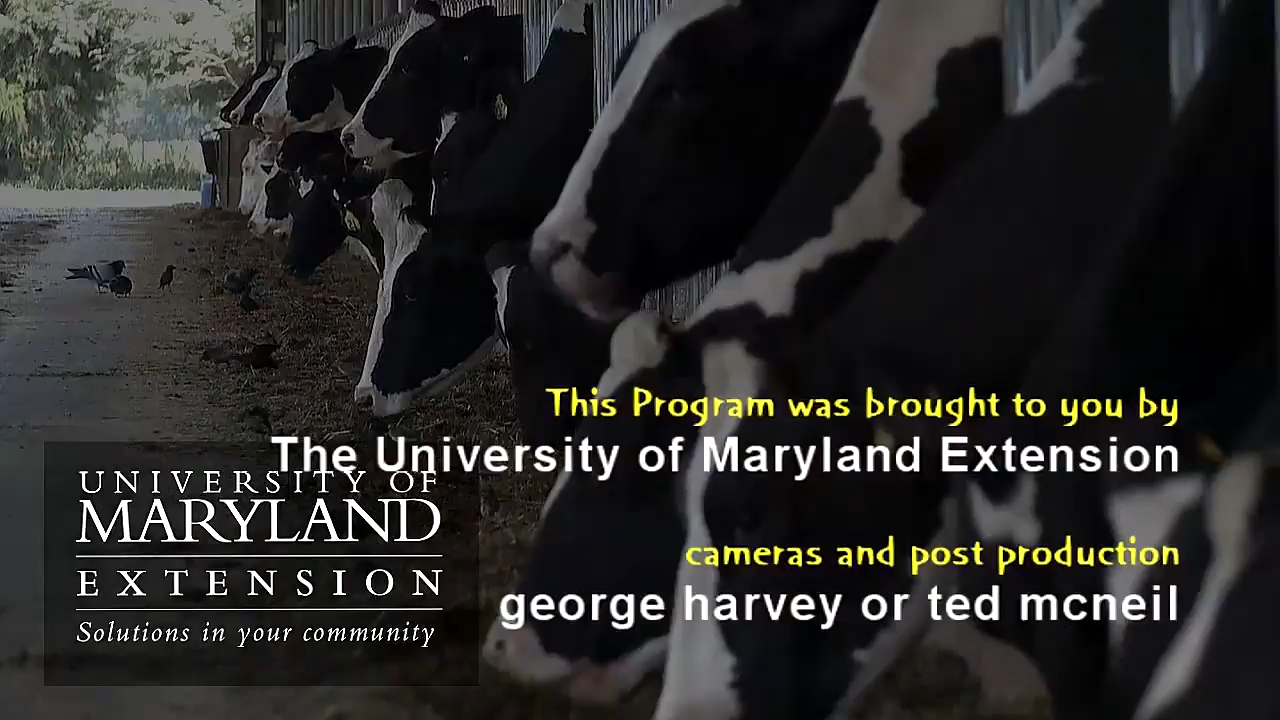 This Program was brought to you by
The University of Maryland Extension
UNIVERSITY OF
MARYLAND
EXTENSION
Solutions in your community
cameras and post production
george harvey or ted mcneil